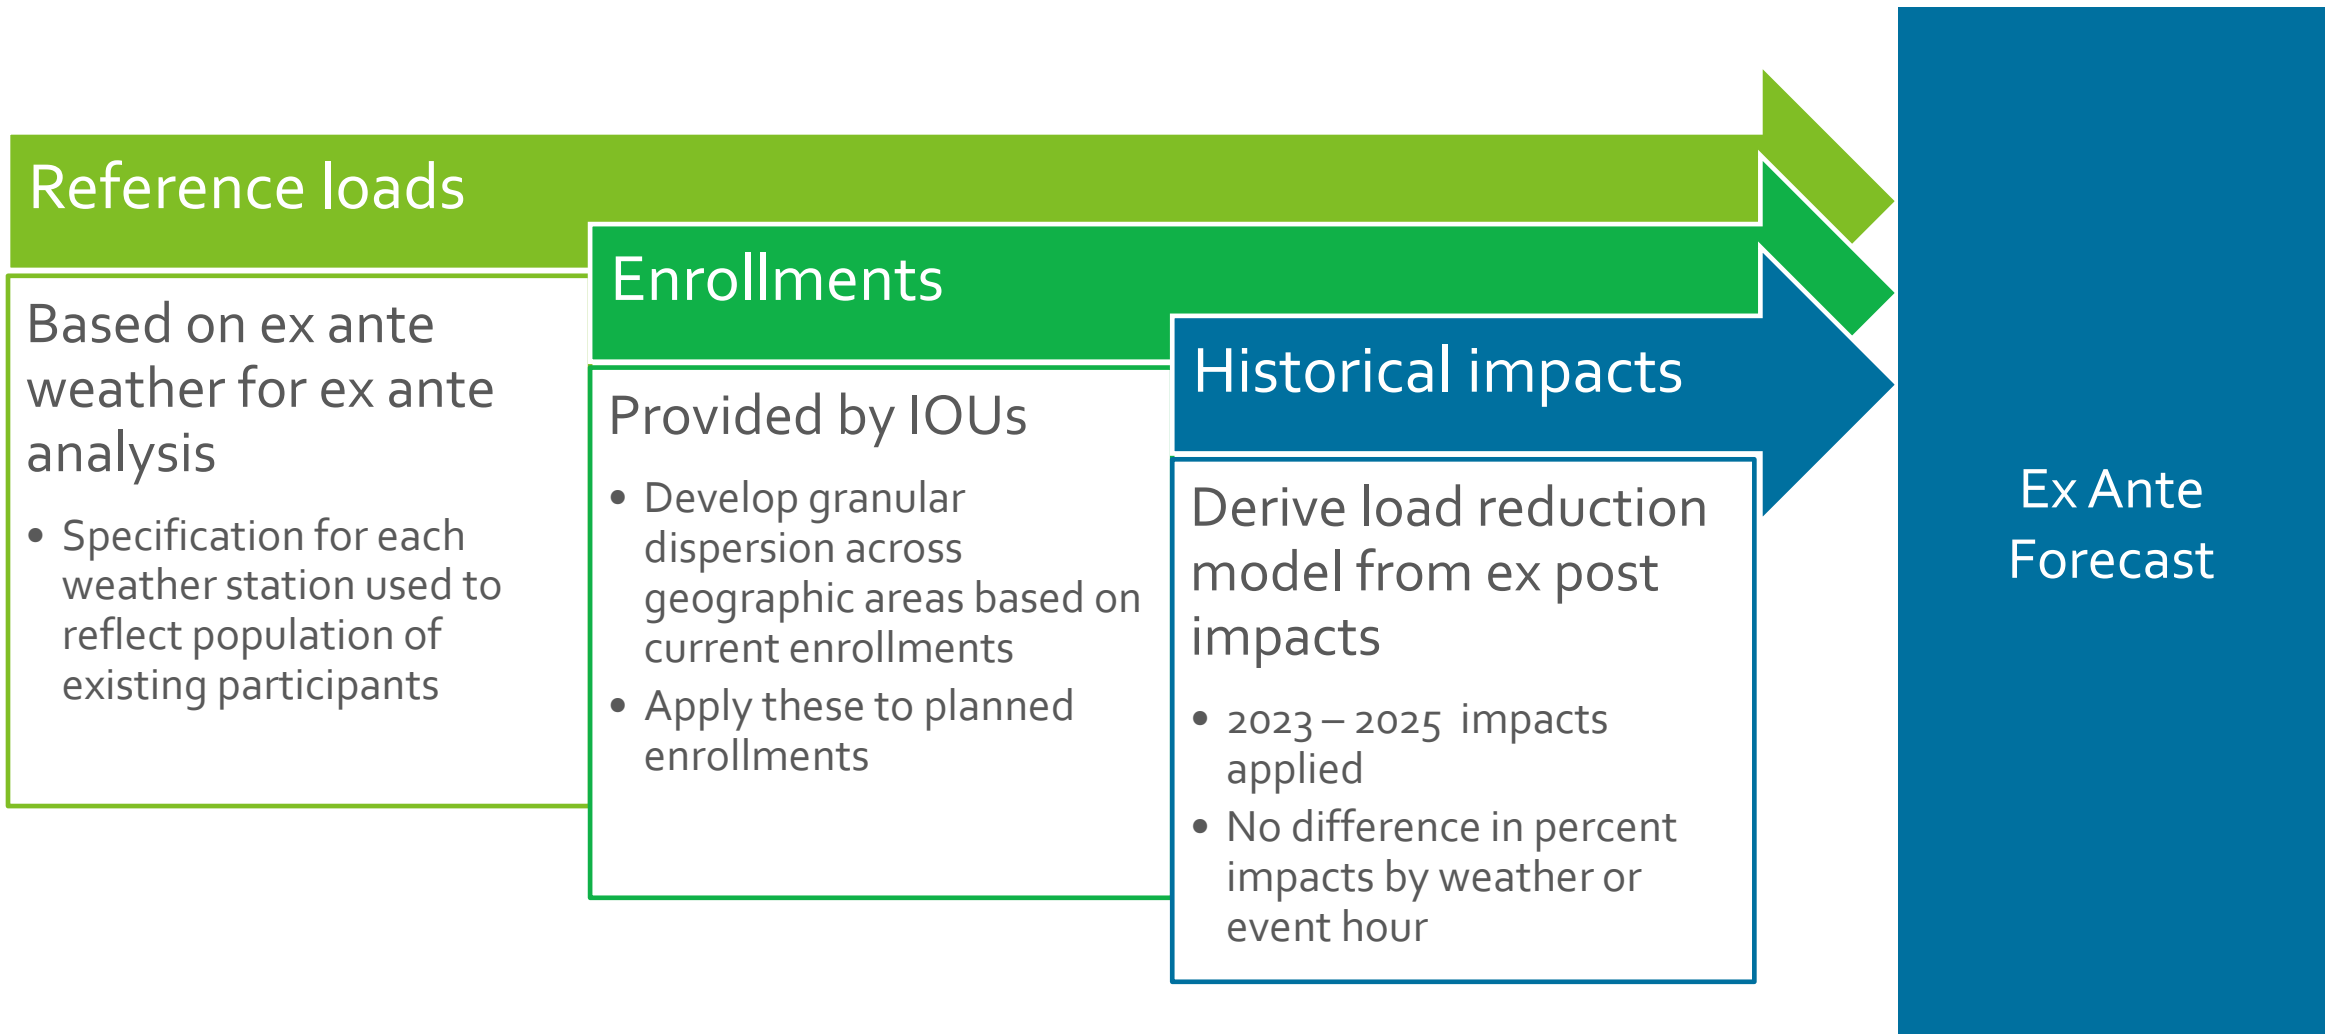 Reference loads
Based on ex ante
weather for ex ante
analysis
• Specification for each
weather station used to
reflect population of
existing participants
Enrollments
Provided by IOUs
• Develop granular
dispersion across
geographic areas based on
current enrollments
• Apply these to planned
enrollments
Historical impacts
Derive load reduction
model from ex post
impacts
• 2023 – 2025 impacts
applied
• No difference in percent
impacts by weather or
event hour
Ex Ante
Forecast